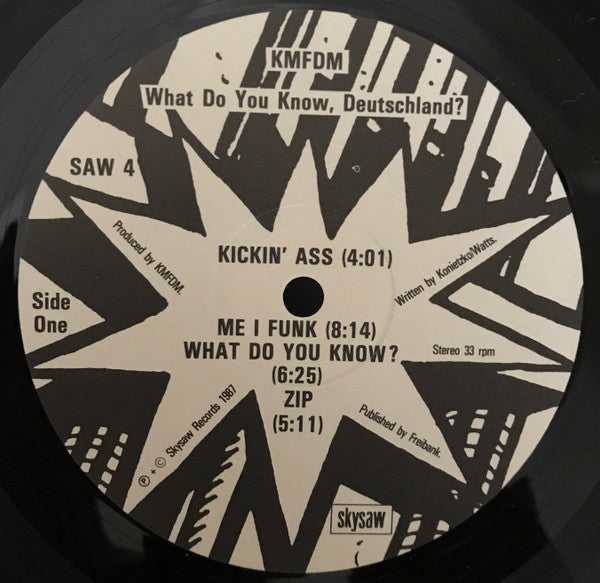 KMFDM
What Do You Know, Deutschland?
SAW 4
Produced by KMFDM.
KICKIN' ASS (4:01)
Written by Konietzko/Watts.
Side
One
ME I FUNK (8:14)
WHAT DO YOU KNOW?
(6:25)
ZIP
(5:11)
Stereo 33 rpm
℗ + © Skysaw Records 1987
Published by Freibank.
skysaw